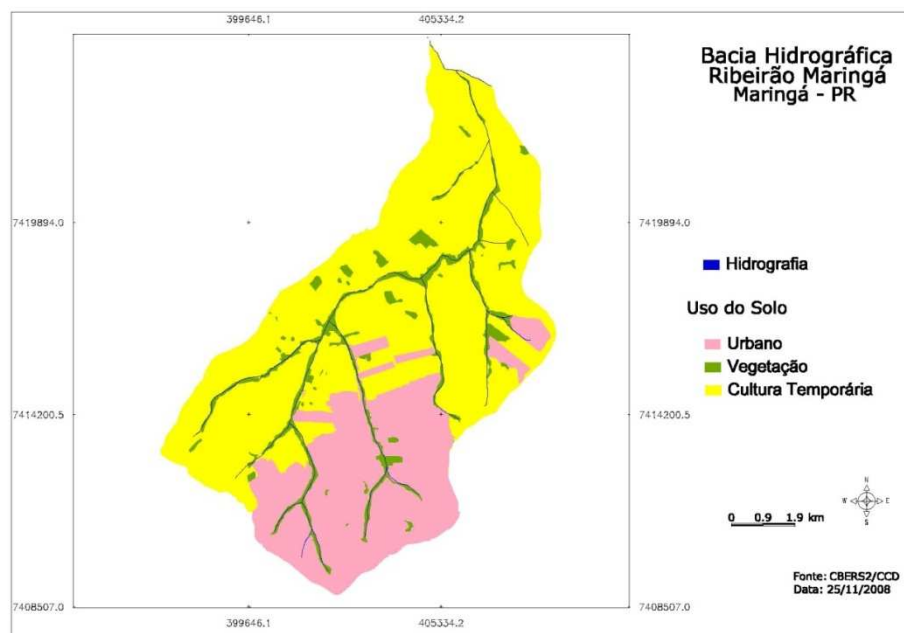 399646.1 405334.2
Bacia Hidrográfica
Ribeirão Maringá
Maringá - PR
7419894.0 7419894.0
Hidrografia
Uso do Solo
Urbano
Vegetação
Cultura Temporária
7414200.5 7414200.5
N
W E
S
0 0.9 1.9 km
Fonte: CBERS2/CCD
Data: 25/11/2008
7408507.0 7408507.0
399646.1 405334.2